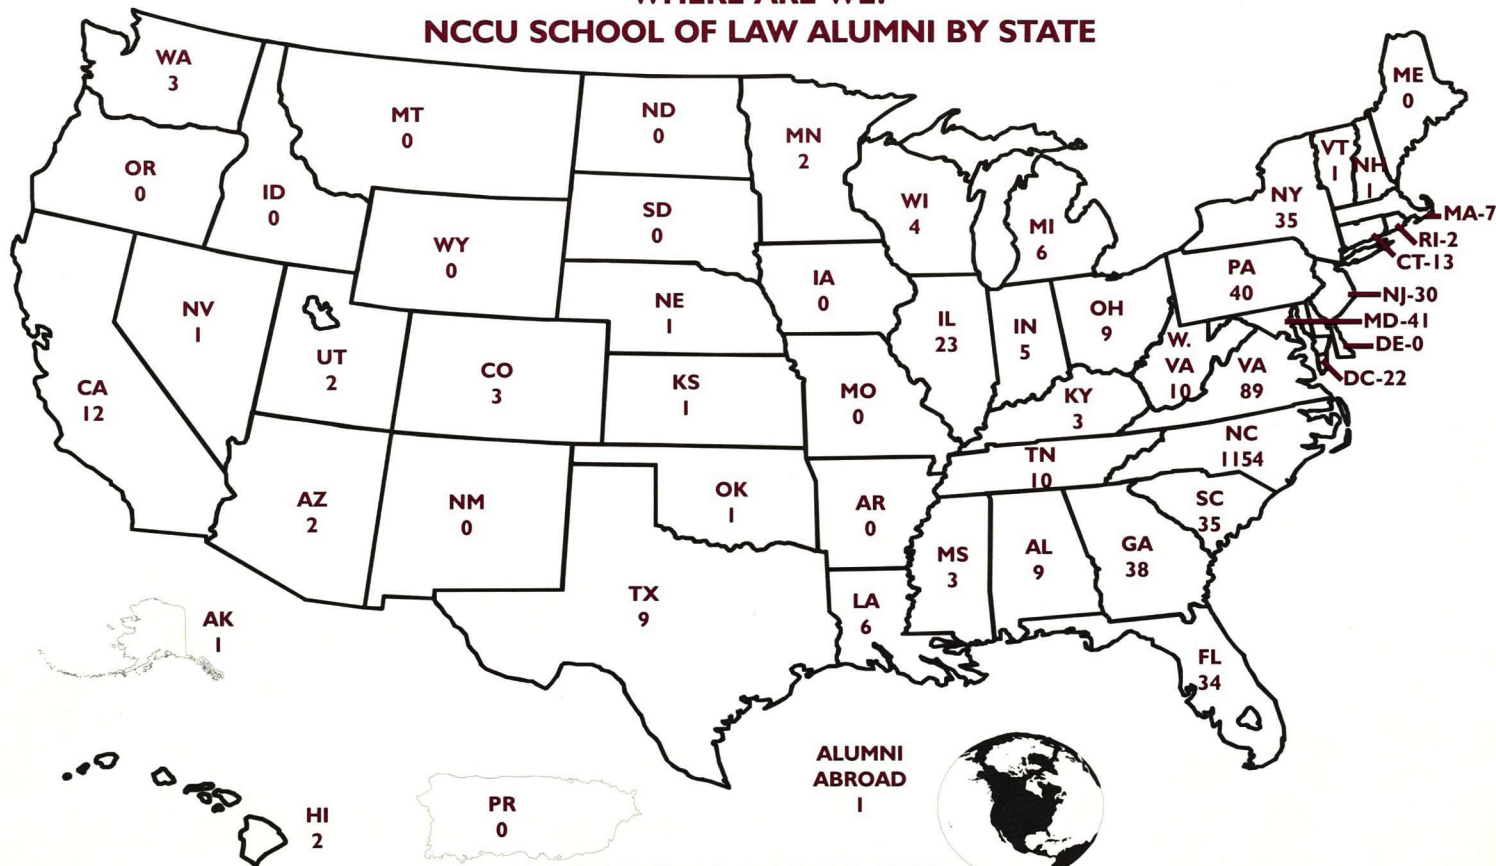 WHERE ARE WE?
NCCU SCHOOL OF LAW ALUMNI BY STATE
WA
3
MT
0
ND
0
MN
2
ME
0
OR
0
ID
0
SD
0
WI
4
MI
6
VT
1
NH
1
NY
35
MA-7
RI-2
CT-13
WY
0
IA
0
PA
40
NJ-30
MD-41
DE-0
DC-22
NV
1
NE
1
IL
23
IN
5
OH
9
W.
VA
10
VA
89
UT
2
CO
3
CA
12
KS
1
MO
0
KY
3
NC
1154
TN
10
AZ
2
NM
0
OK
1
AR
0
SC
35
MS
3
AL
9
GA
38
TX
9
LA
6
AK
1
FL
34
HI
2
PR
0
ALUMNI
ABROAD
1